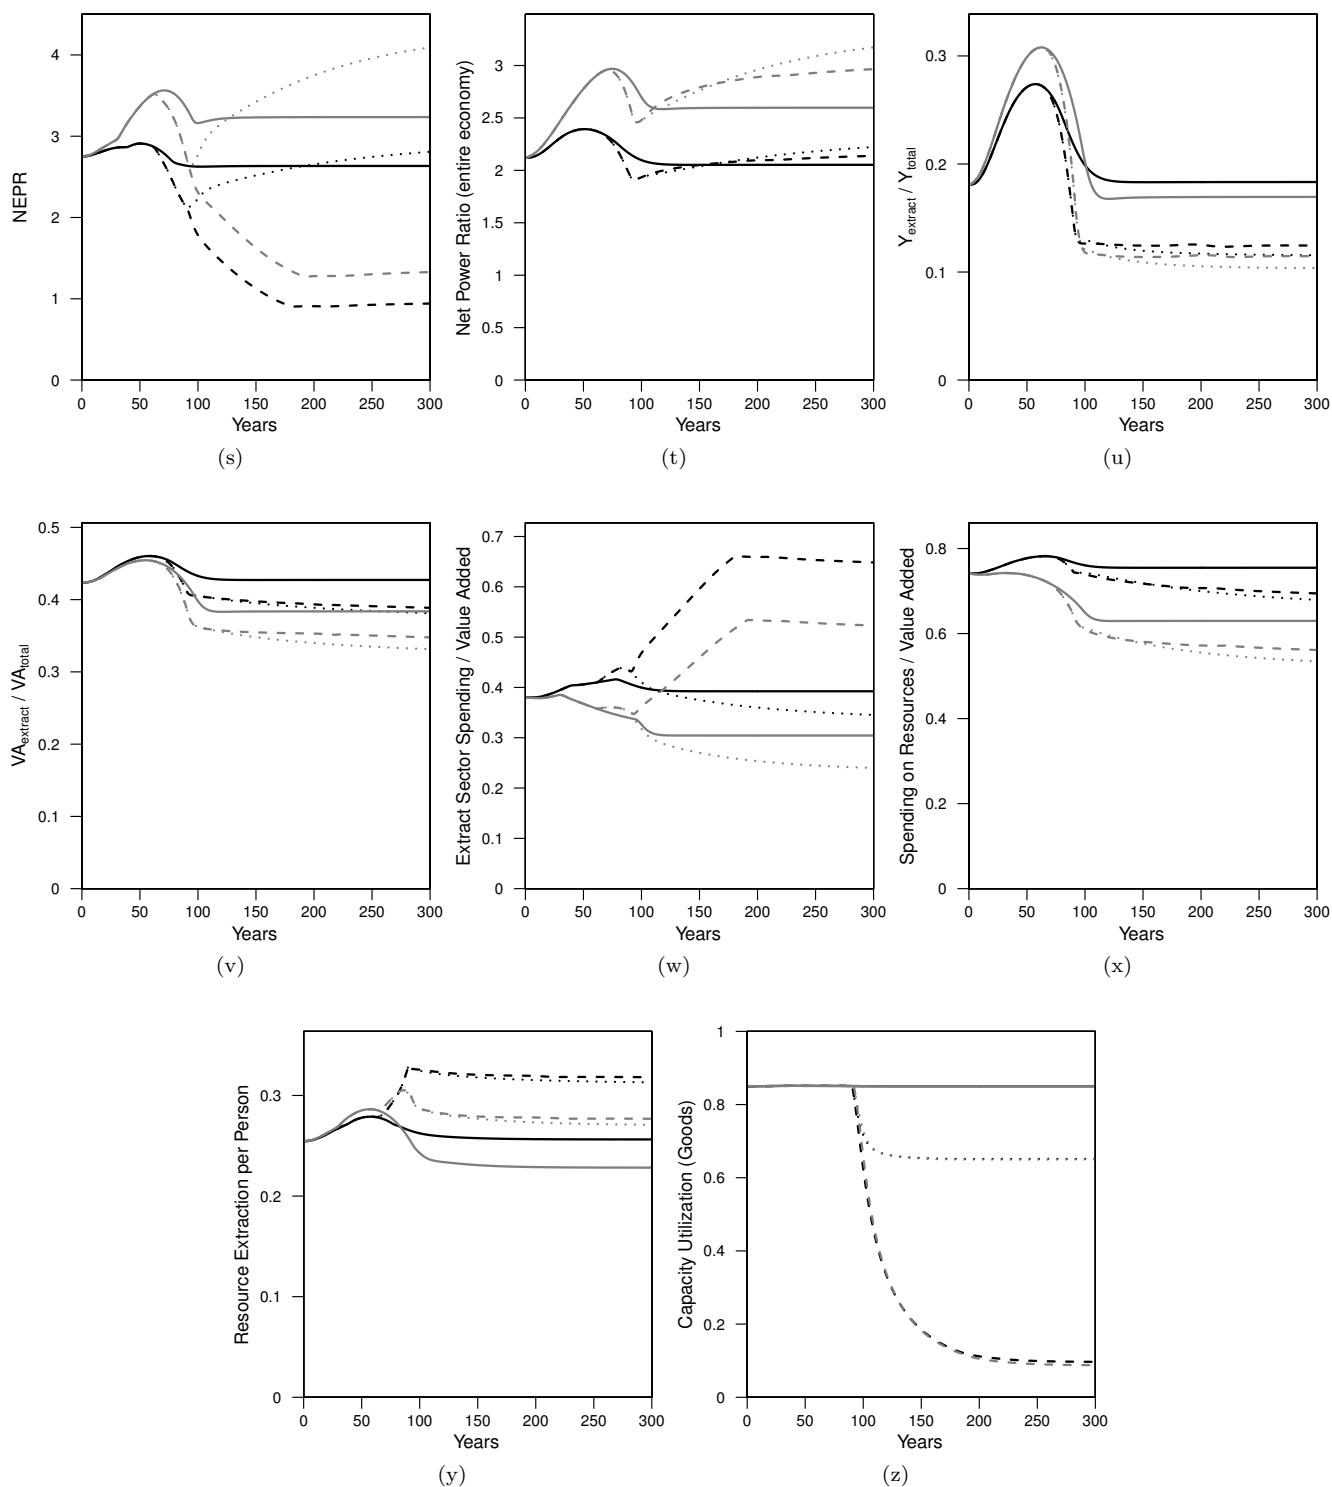 NEPR
0
1
2
3
4
0 50 100 150 200 250 300
Years
(s)
Net Power Ratio (entire economy)
0
0.5
1
1.5
2
2.5
3
0 50 100 150 200 250 300
Years
(t)
Y_extract / Y_total
0
0.1
0.2
0.3
0 50 100 150 200 250 300
Years
(u)
VA_extract / VA_total
0
0.1
0.2
0.3
0.4
0.5
0 50 100 150 200 250 300
Years
(v)
Extract Sector Spending / Value Added
0
0.1
0.2
0.3
0.4
0.5
0.6
0.7
0 50 100 150 200 250 300
Years
(w)
Spending on Resources / Value Added
0
0.2
0.4
0.6
0.8
0 50 100 150 200 250 300
Years
(x)
Resource Extraction per Person
0
0.1
0.2
0.3
0 50 100 150 200 250 300
Years
(y)
Capacity Utilization (Goods)
0
0.2
0.4
0.6
0.8
1
0 50 100 150 200 250 300
Years
(z)